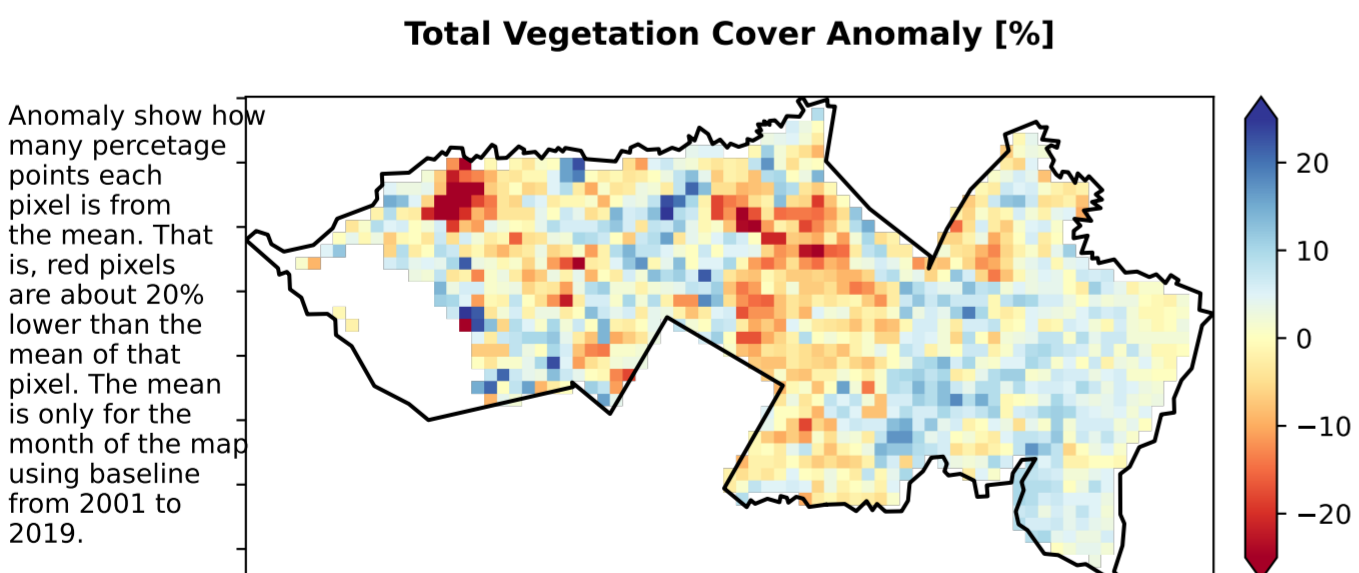 Total Vegetation Cover Anomaly [%]
Anomaly show how
many percetage
points each
pixel is from
the mean. That
is, red pixels
are about 20%
lower than the
mean of that
pixel. The mean
is only for the
month of the map
using baseline
from 2001 to
2019.
20
10
0
−10
−20